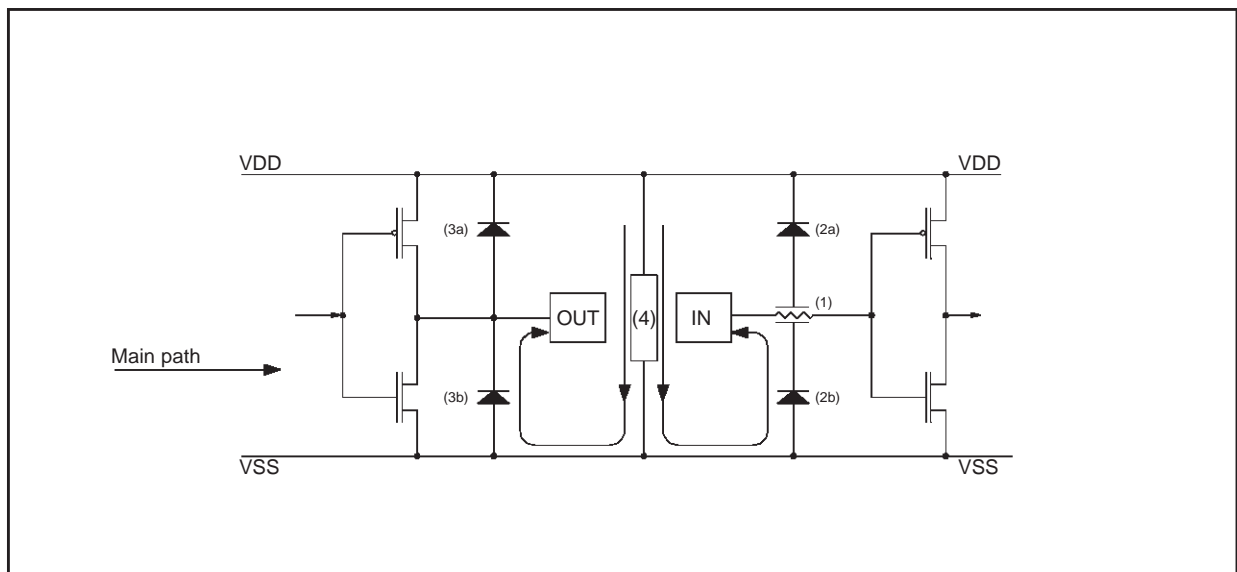 VDD
VDD
(3a)
(2a)
(1)
OUT
(4)
IN
Main path
(3b)
(2b)
VSS
VSS